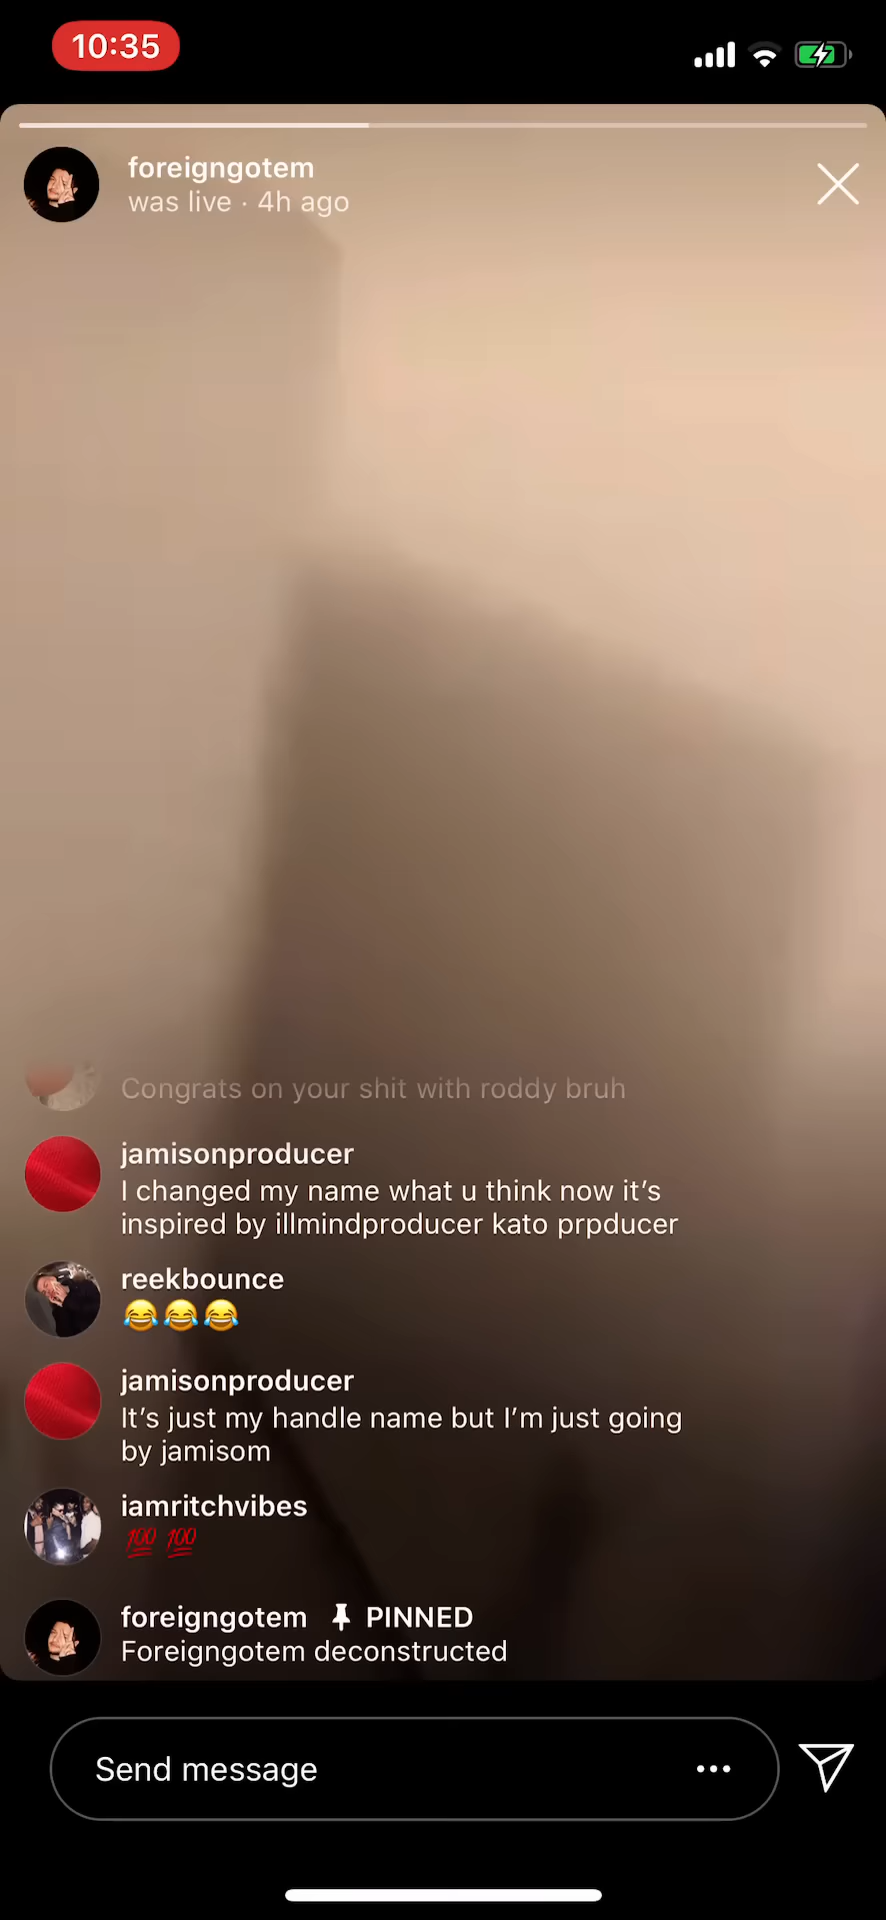 10:35
foreigngotem
was live · 4h ago
Congrats on your shit with roddy bruh
jamisonproducer
I changed my name what u think now it's
inspired by illmindproducer kato prpducer
reekbounce
😂😂😂
jamisonproducer
It's just my handle name but I'm just going
by jamisom
iamritchvibes
💯 💯
foreigngotem PINNED
Foreigngotem deconstructed
Send message